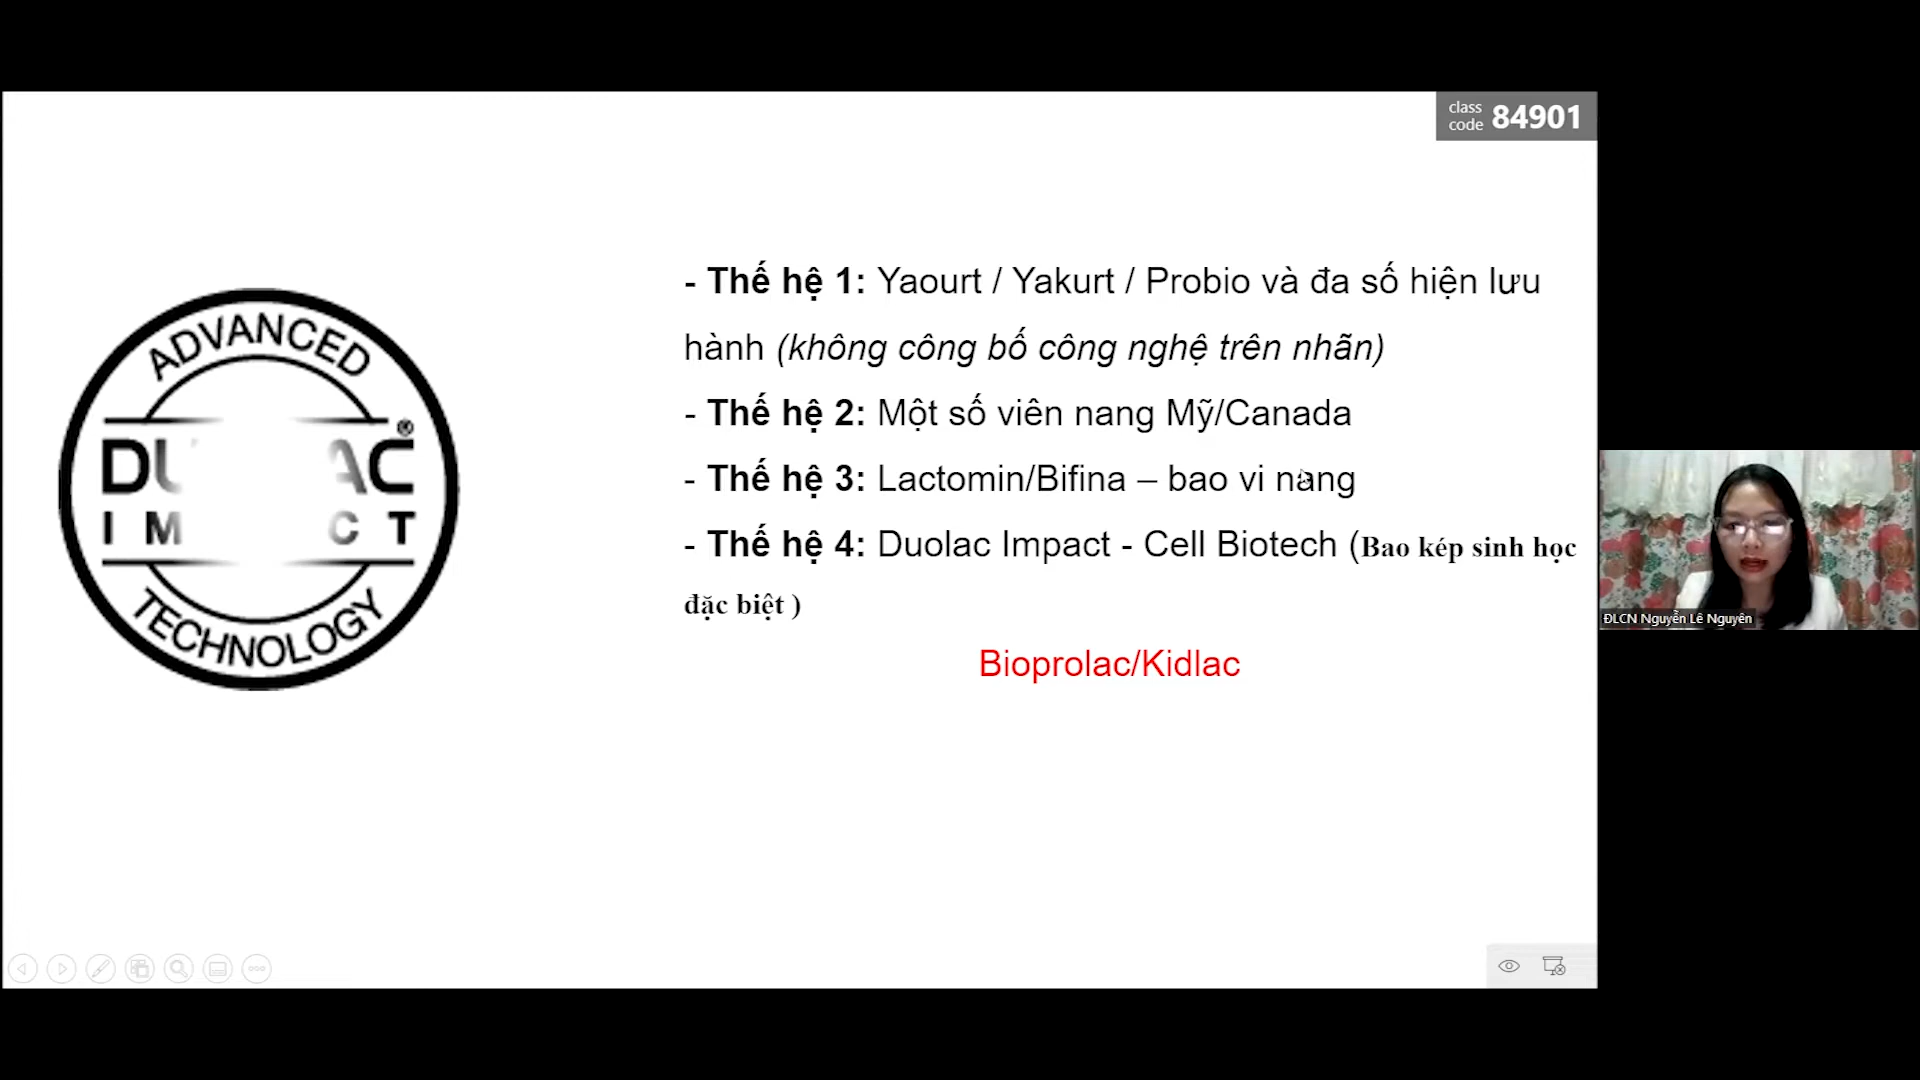 class
code 84901
ADVANCED
®
TECHNOLOGY
- Thế hệ 1: Yaourt / Yakurt / Probio và đa số hiện lưu
hành (không công bố công nghệ trên nhãn)
- Thế hệ 2: Một số viên nang Mỹ/Canada
- Thế hệ 3: Lactomin/Bifina – bao vi nang
- Thế hệ 4: Duolac Impact - Cell Biotech (Bao kép sinh học
đặc biệt )
Bioprolac/Kidlac
ĐLCN Nguyễn Lê Nguyên